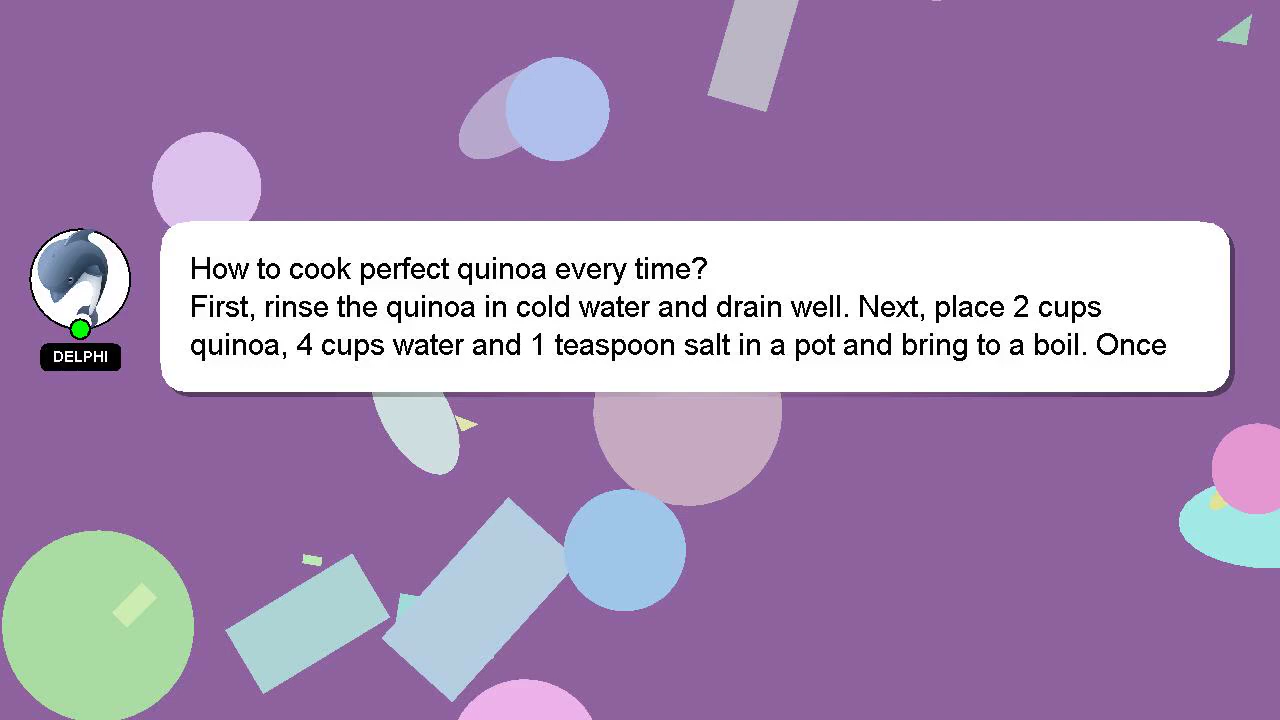 How to cook perfect quinoa every time?
First, rinse the quinoa in cold water and drain well. Next, place 2 cups
quinoa, 4 cups water and 1 teaspoon salt in a pot and bring to a boil. Once
DELPHI